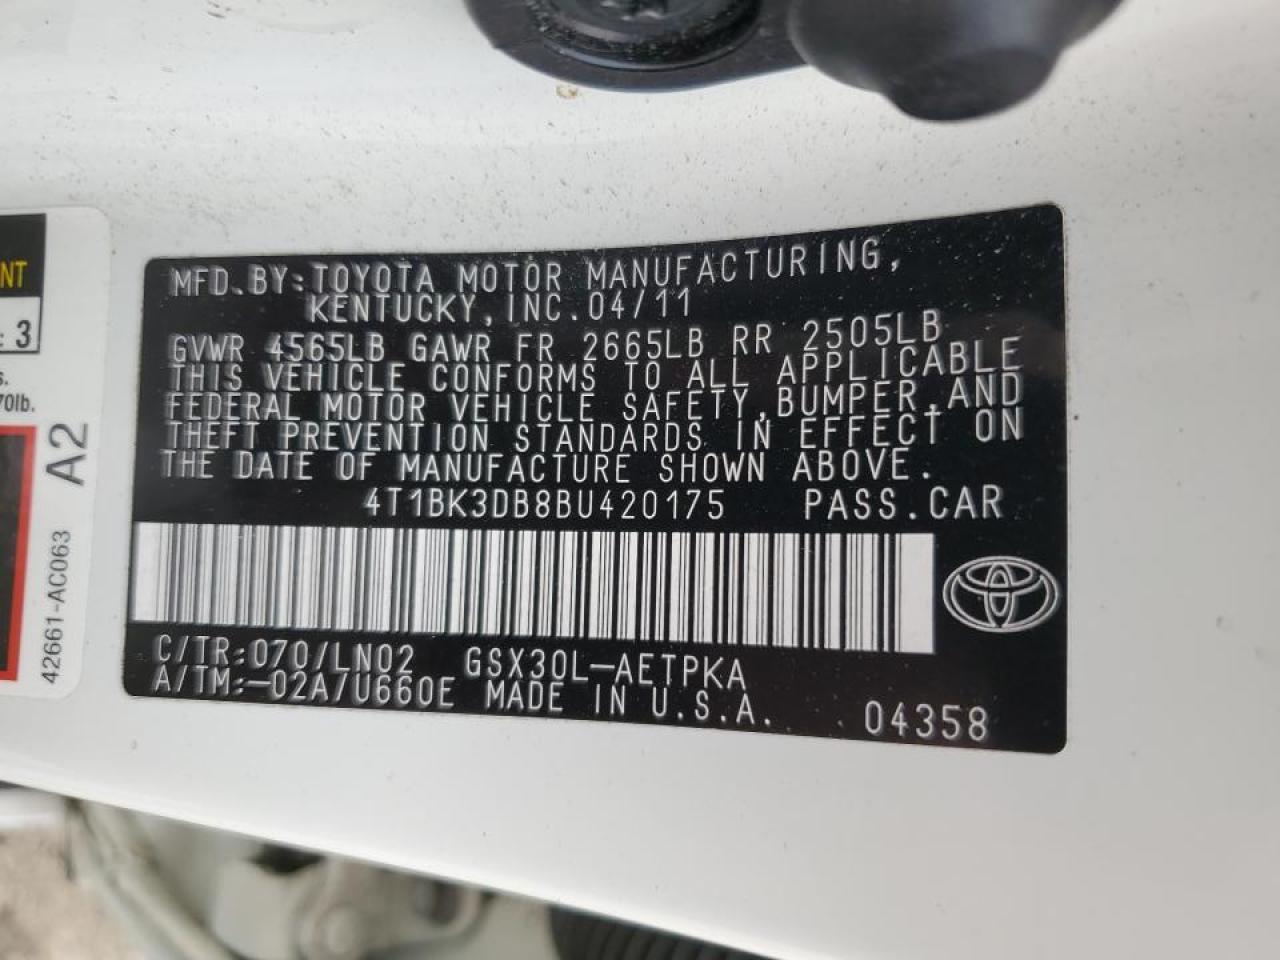 NT
: 3
s.
70lb.
A2
42661-AC063
MFD.BY:TOYOTA MOTOR MANUFACTURING,
KENTUCKY, INC. 04/11
GVWR 4565LB GAWR FR 2665LB RR 2505LB
THIS VEHICLE CONFORMS TO ALL APPLICABLE
FEDERAL MOTOR VEHICLE SAFETY, BUMPER, AND
THEFT PREVENTION STANDARDS IN EFFECT ON
THE DATE OF MANUFACTURE SHOWN ABOVE.
4T1BK3DB8BU420175 PASS.CAR
C/TR:070/LN02 GSX30L-AETPKA
A/TM:-02A/U660E MADE IN U.S.A. 04358